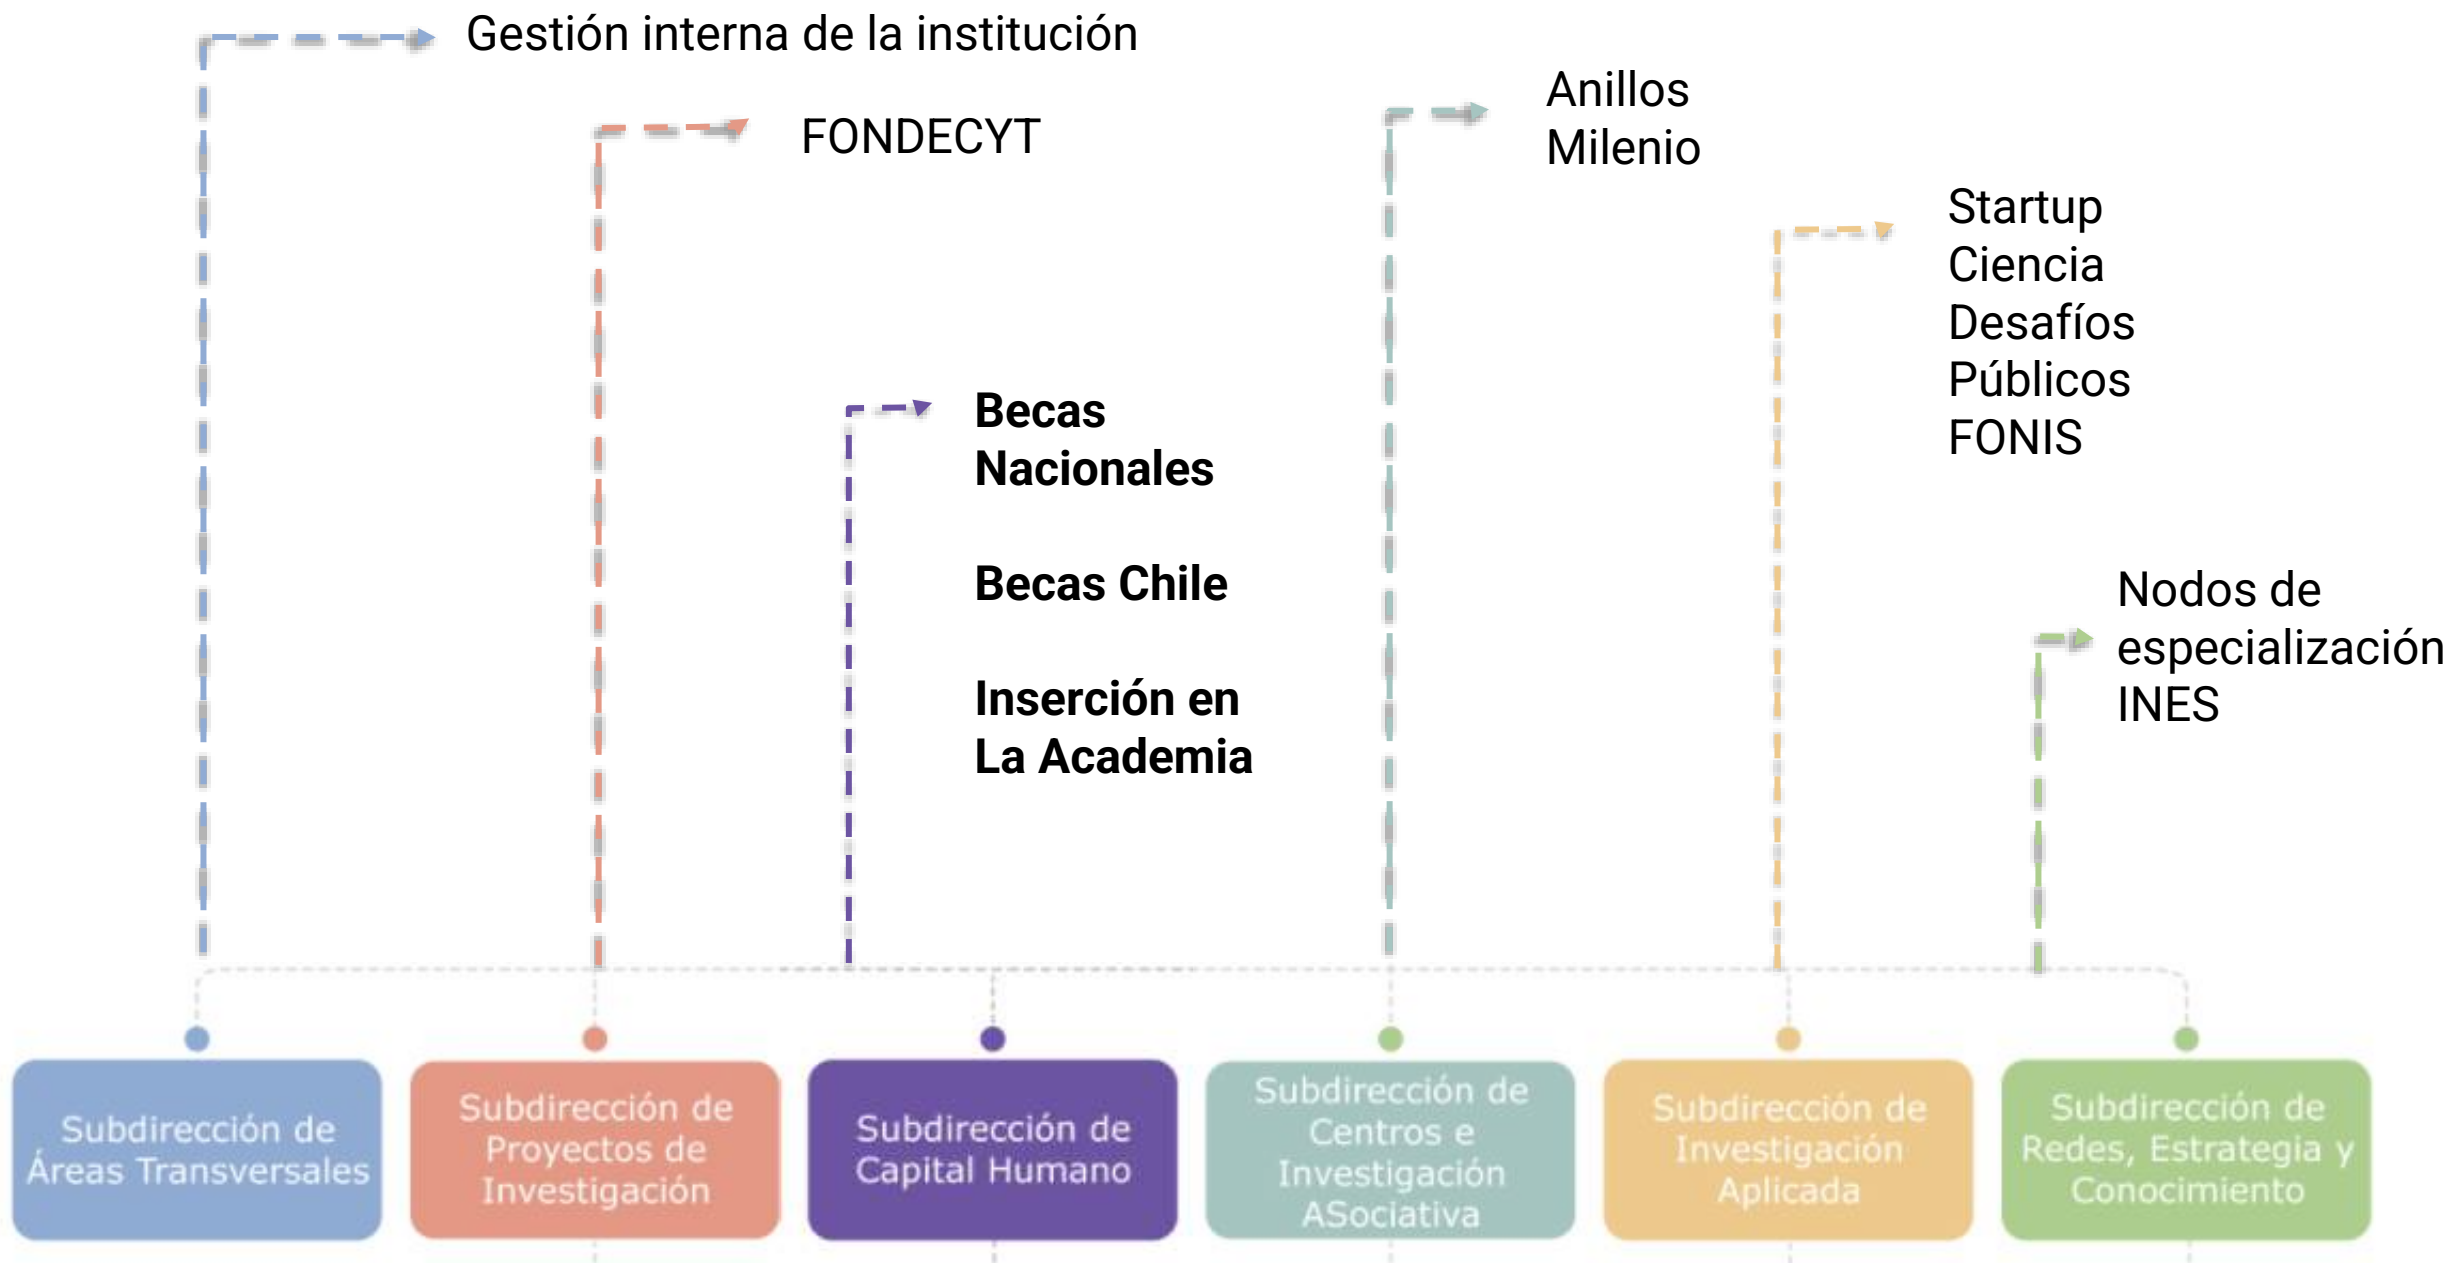 Gestión interna de la institución
FONDECYT
Anillos
Milenio
Startup
Ciencia
Desafíos
Públicos
FONIS
Becas
Nacionales
Becas Chile
Inserción en
La Academia
Nodos de
especialización
INES
Subdirección de
Áreas Transversales
Subdirección de
Proyectos de
Investigación
Subdirección de
Capital Humano
Subdirección de
Centros e
Investigación
ASociativa
Subdirección de
Investigación
Aplicada
Subdirección de
Redes, Estrategia y
Conocimiento